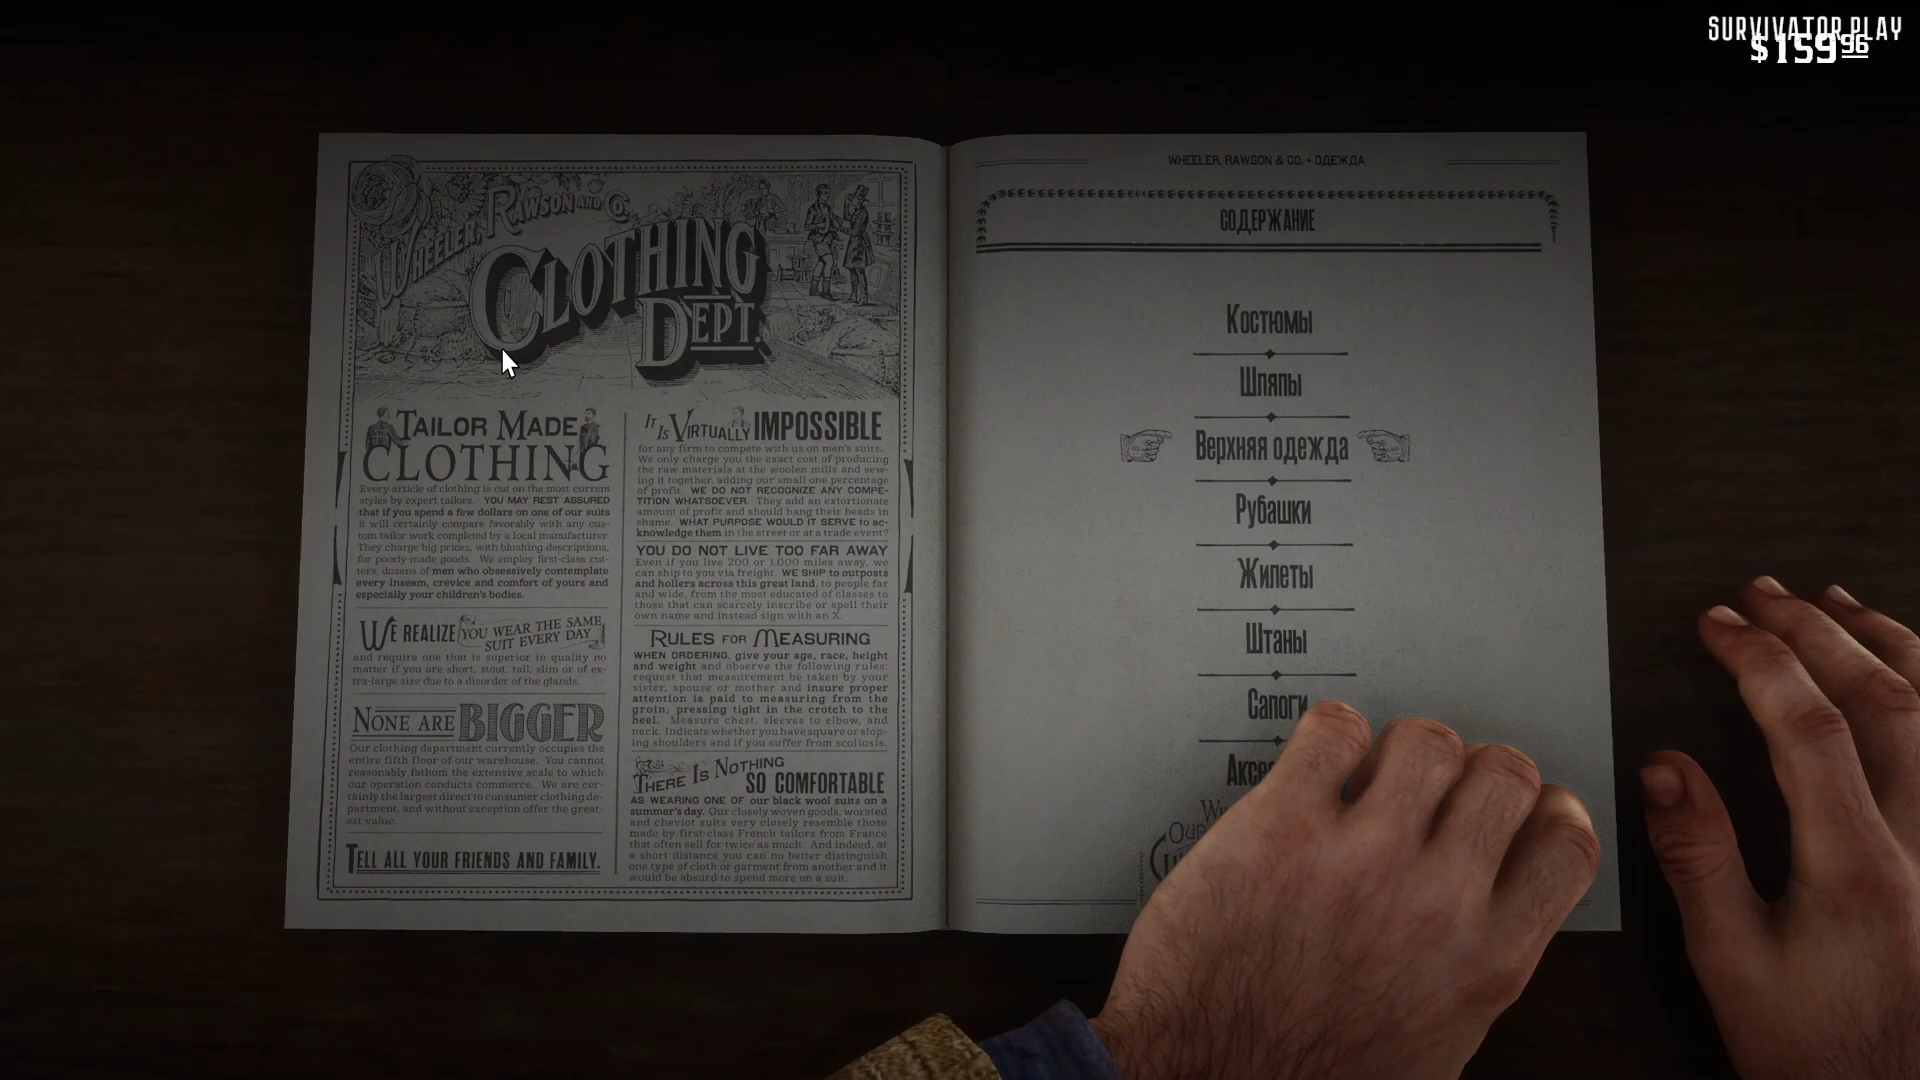 SURVIVATOR PLAY
$159 96
WHEELER, RAWSON AND CO.
CLOTHING
DEPT.
TAILOR MADE
CLOTHING
Every article of clothing is cut on the most current
styles by expert tailors. YOU MAY REST ASSURED
that if you spend a few dollars on one of our suits
it will certainly compare favorably with any cus-
tom tailor work completed by a local manufacturer.
They charge big prices, with blushing descriptions,
for poorly-made goods. We employ first-class cut-
ters, dozens of men who obsessively contemplate
every inseam, crevice and comfort of yours and
especially your children's bodies.
WE REALIZE YOU WEAR THE SAME
SUIT EVERY DAY
and require one that is superior in quality no
matter if you are short, stout, tall, slim or of ex-
tra-large size due to a disorder of the glands.
NONE ARE BIGGER
Our clothing department currently occupies the
entire fifth floor of our warehouse. You cannot
reasonably fathom the extensive scale to which
our operation conducts commerce. We are cer-
tainly the largest direct to consumer clothing de-
partment, and without exception offer the great-
est value.
TELL ALL YOUR FRIENDS AND FAMILY.
IT IS VIRTUALLY IMPOSSIBLE
for any firm to compete with us on men's suits.
We only charge you the exact cost of producing
the raw materials at the woolen mills and sew-
ing it together, adding our small one percentage
of profit. WE DO NOT RECOGNIZE ANY COMPE-
TITION WHATSOEVER. They add an extortionate
amount of profit and should hang their heads in
shame. WHAT PURPOSE WOULD IT SERVE to ac-
knowledge them in the street or at a trade event?
YOU DO NOT LIVE TOO FAR AWAY
Even if you live 200 or 1,000 miles away, we
can ship to you via freight. WE SHIP to outposts
and hollers across this great land, to people far
and wide, from the most educated of classes to
those that can scarcely inscribe or spell their
own name and instead sign with an X.
RULES FOR MEASURING
WHEN ORDERING, give your age, race, height
and weight and observe the following rules:
request that measurement be taken by your
sister, spouse or mother and insure proper
attention is paid to measuring from the
groin, pressing tight in the crotch to the
heel. Measure chest, sleeves to elbow, and
neck. Indicate whether you have square or slop-
ing shoulders and if you suffer from scoliosis.
THERE IS NOTHING
SO COMFORTABLE
AS WEARING ONE OF our black wool suits on a
summer's day. Our closely woven goods, worsted
and cheviot suits very closely resemble those
made by first-class French tailors from France
that often sell for twice as much. And indeed, at
a short distance you can no better distinguish
one type of cloth or garment from another and it
would be absurd to spend more on a suit.
WHEELER, RAWSON & CO. - ОДЕЖДА
СОДЕРЖАНИЕ
Костюмы
Шляпы
Верхняя одежда
Рубашки
Жилеты
Штаны
Сапоги